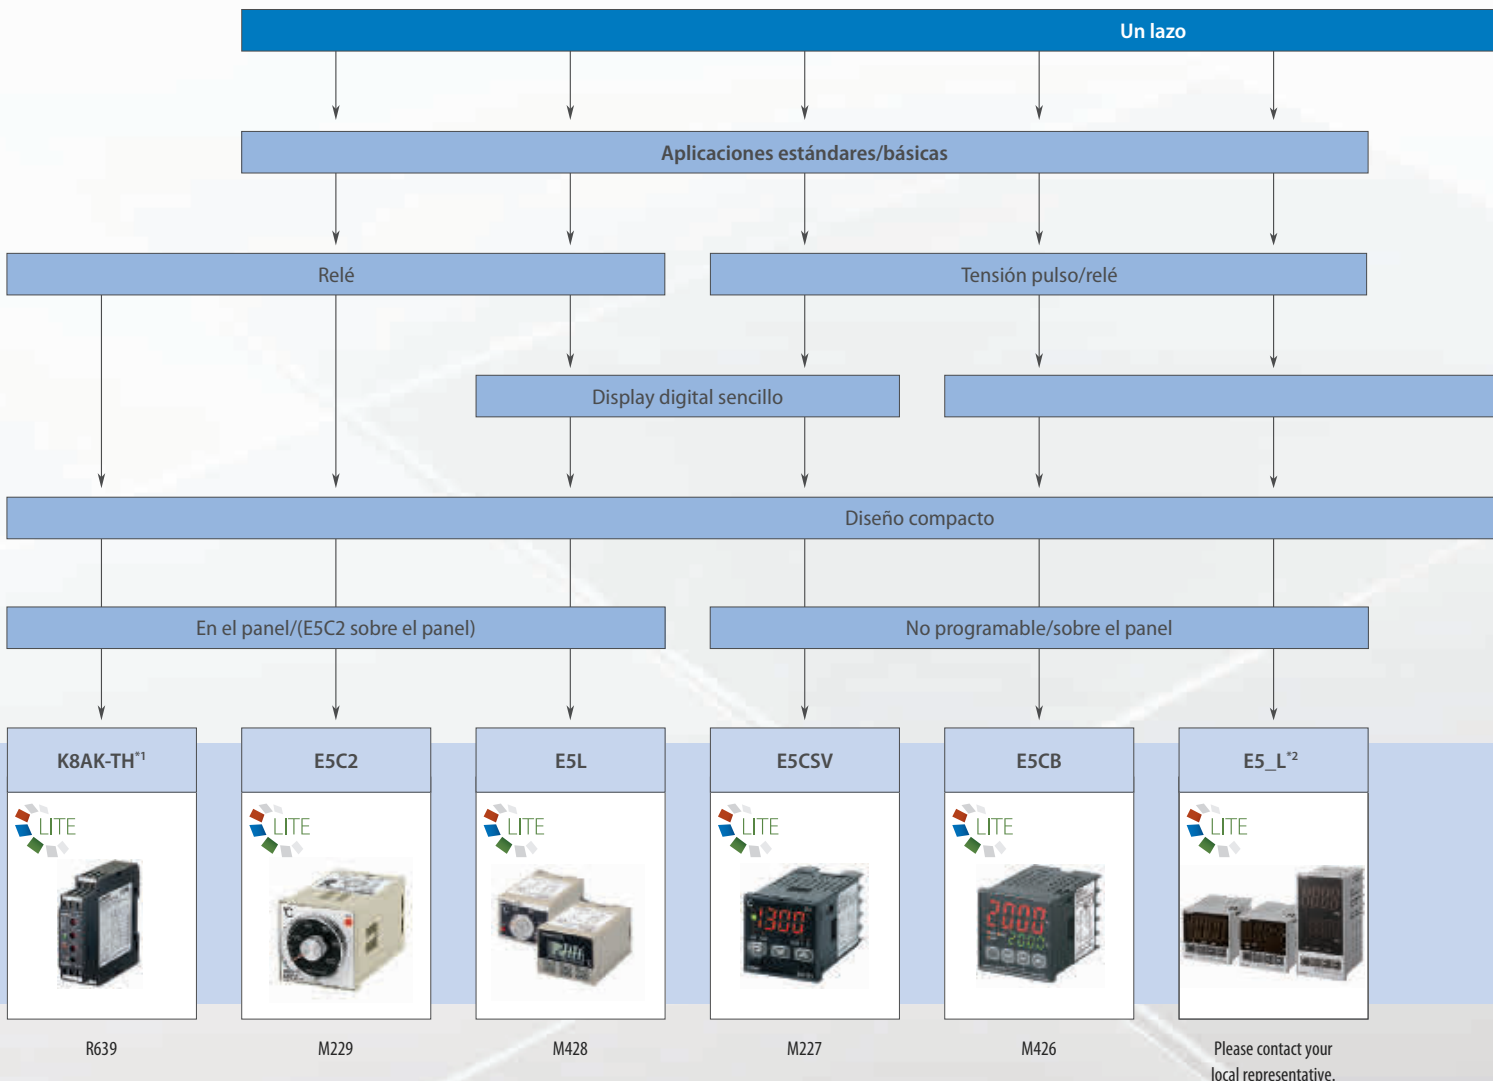 Un lazo
Aplicaciones estándares/básicas
Relé
Tensión pulso/relé
Display digital sencillo
Diseño compacto
En el panel/(E5C2 sobre el panel)
No programable/sobre el panel
K8AK-TH*1
E5C2
E5L
E5CSV
E5CB
E5_L*2
LITE
LITE
LITE
LITE
LITE
LITE
°C
1300
2000
2000
R639
M229
M428
M227
M426
Please contact your
local representative.